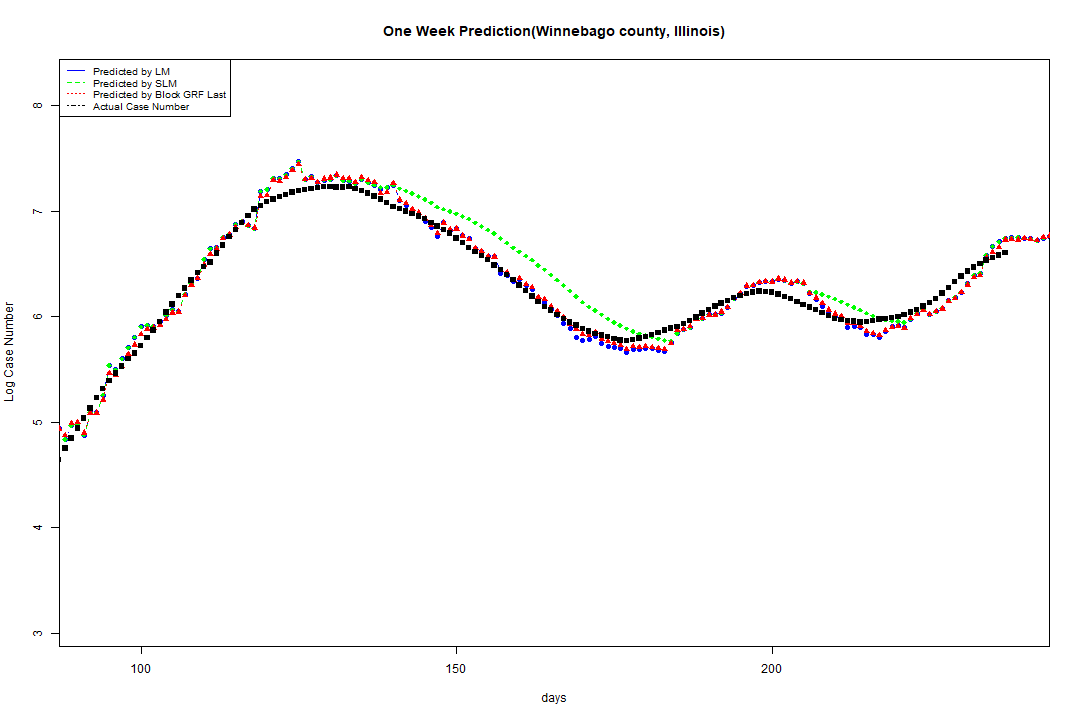 One Week Prediction(Winnebago county, Illinois)
Predicted by LM
Predicted by SLM
Predicted by Block GRF Last
Actual Case Number
8
7
6
5
4
3
Log Case Number
100 150 200
days